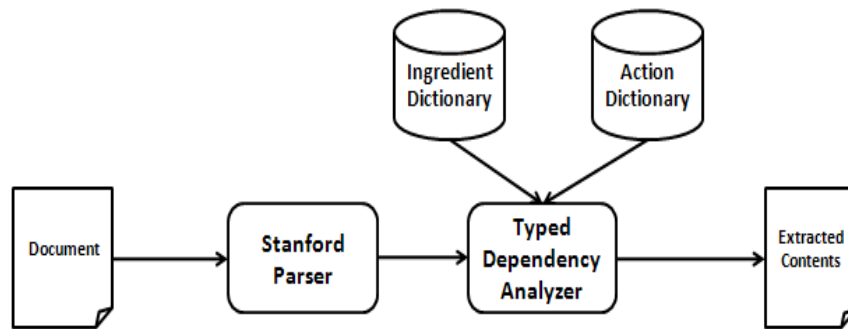 Ingredient
Dictionary
Action
Dictionary
Document
Stanford
Parser
Typed
Dependency
Analyzer
Extracted
Contents